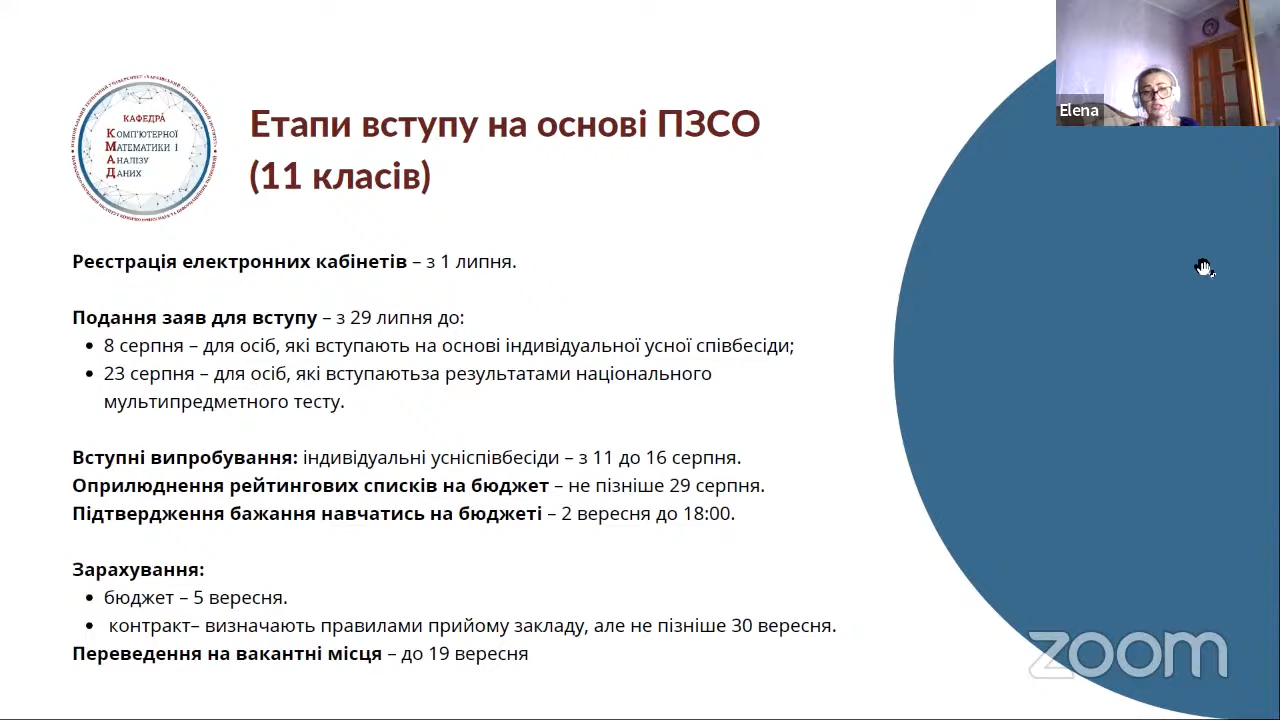 КАФЕДРА
КОМП'ЮТЕРНОЇ
МАТЕМАТИКИ І
АНАЛІЗУ
ДАНИХ
Етапи вступу на основі ПЗСО
(11 класів)
Elena
Реєстрація електронних кабінетів – з 1 липня.
Подання заяв для вступу – з 29 липня до:
• 8 серпня – для осіб, які вступають на основі індивідуальної усної співбесіди;
• 23 серпня – для осіб, які вступаютьза результатами національного
мультипредметного тесту.
Вступні випробування: індивідуальні усніспівбесіди – з 11 до 16 серпня.
Оприлюднення рейтингових списків на бюджет – не пізніше 29 серпня.
Підтвердження бажання навчатись на бюджеті – 2 вересня до 18:00.
Зарахування:
• бюджет – 5 вересня.
• контракт– визначають правилами прийому закладу, але не пізніше 30 вересня.
Переведення на вакантні місця – до 19 вересня
zoom